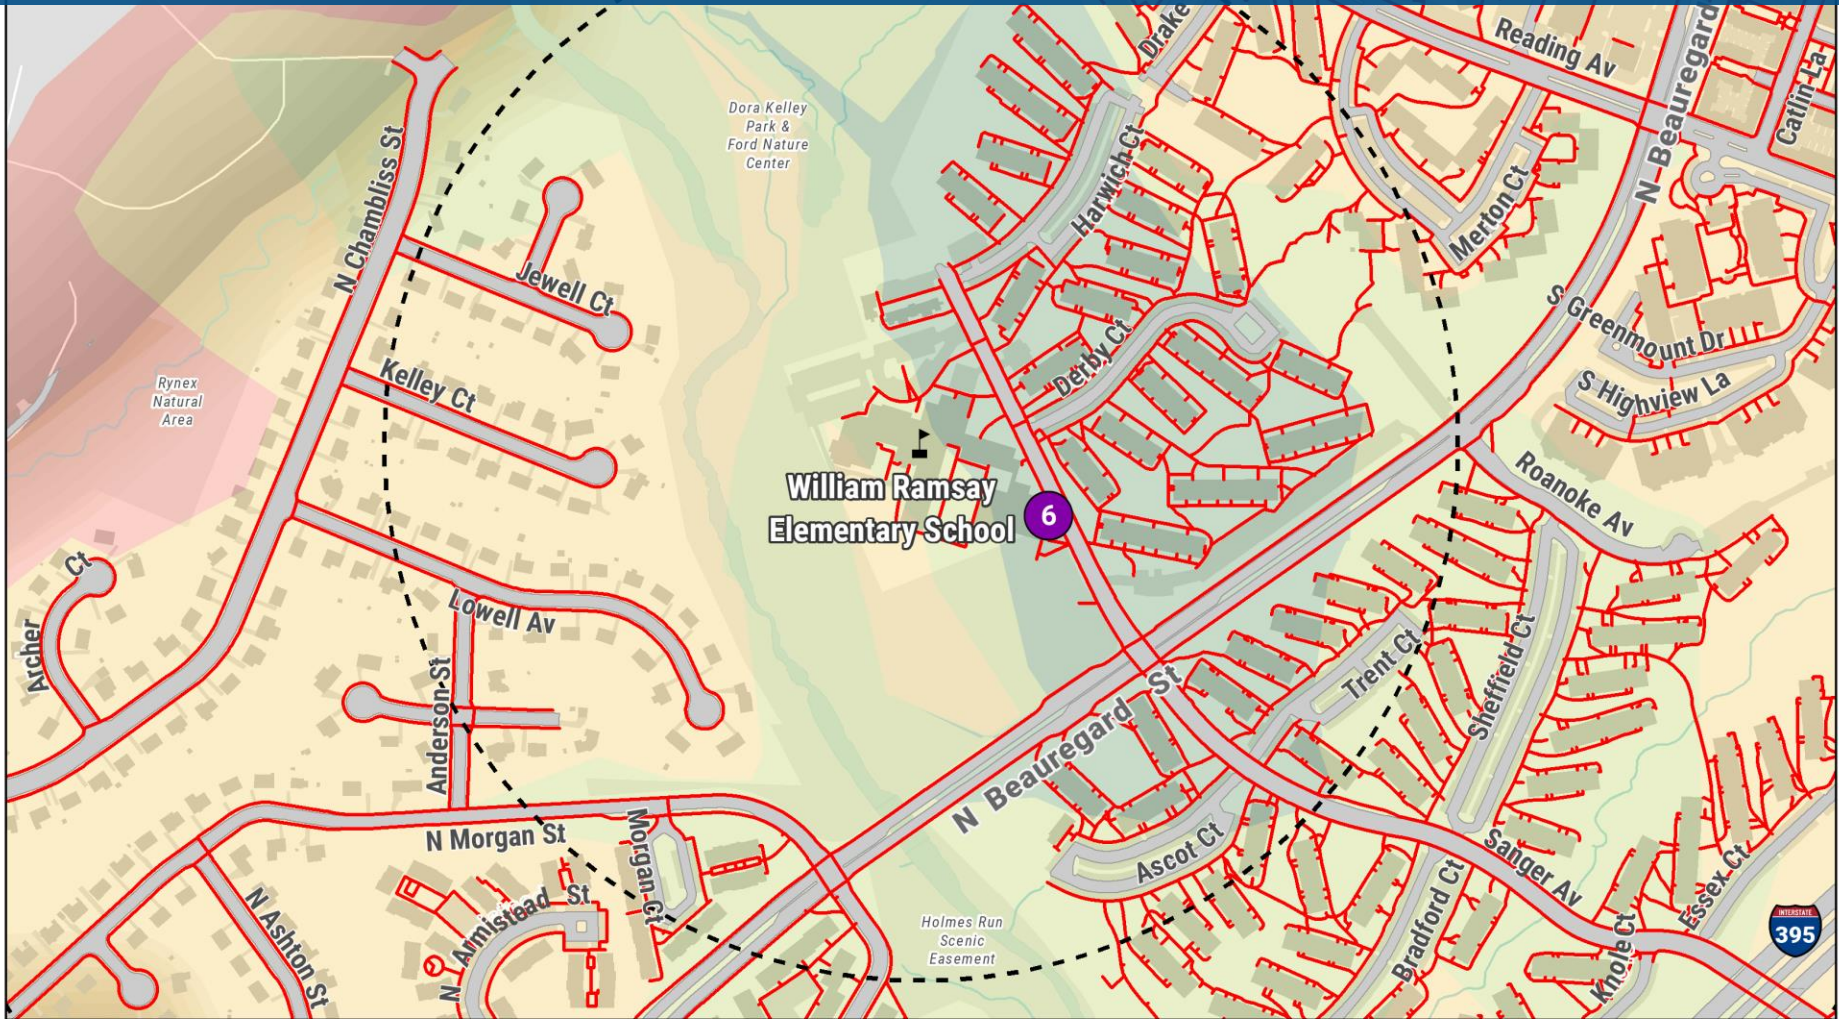 Drake
Reading Av
N Beauregard
Catlin La
Dora Kelley
Park &
Ford Nature
Center
N Chambliss St
Harwich Ct
Merton Ct
Jewell Ct
S Greenmount Dr
Derby Ct
Kelley Ct
S Highview La
Rynex
Natural
Area
William Ramsay
Elementary School
6
Roanoke Av
Archer Ct
Lowell Av
Anderson St
Trent Ct
Sheffield Ct
N Beauregard St
N Morgan St
Morgan Ct
Ascot Ct
Sanger Av
N Armistead St
N Ashton St
Holmes Run
Scenic
Easement
Bradford Ct
Essex Ct
Knole Ct
INTERSTATE
395